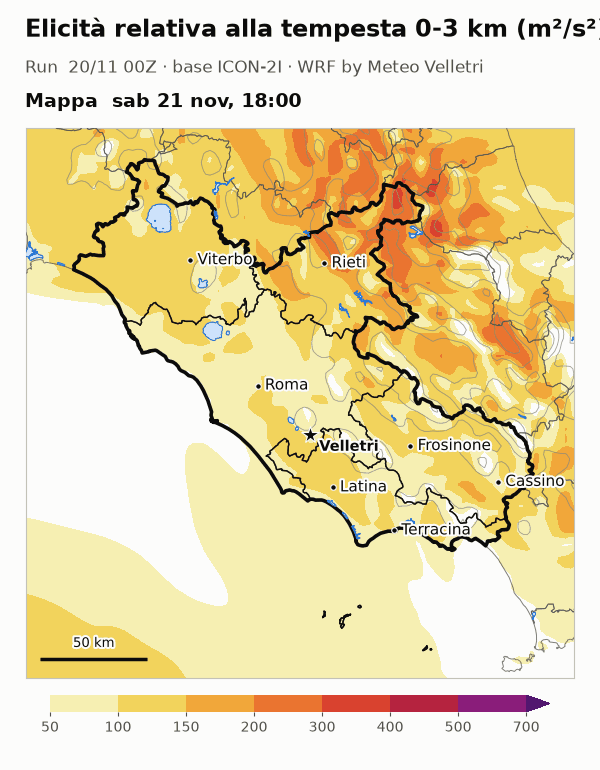 Elicità relativa alla tempesta 0-3 km (m²/s²)
Run 20/11 00Z · base ICON-2I · WRF by Meteo Velletri
Mappa sab 21 nov, 18:00
Viterbo
Rieti
Roma
Velletri
Frosinone
Latina
Cassino
Terracina
50 km
50 100 150 200 300 400 500 700